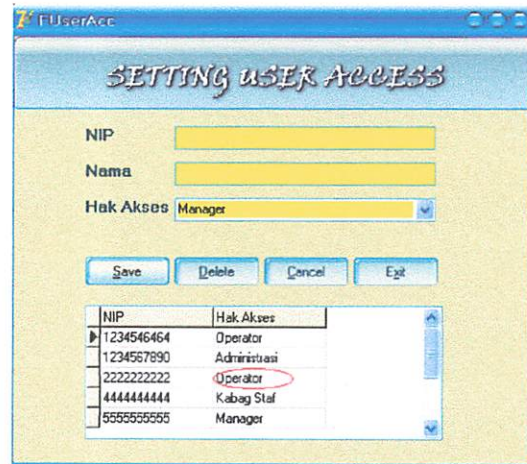 FUserAcc
SETTING USER ACCESS
NIP
Nama
Hak Akses Manager
Save Delete Cancel Exit
NIP Hak Akses
1234546464 Operator
1234567890 Administrasi
2222222222 Operator
4444444444 Kabag Staf
5555555555 Manager